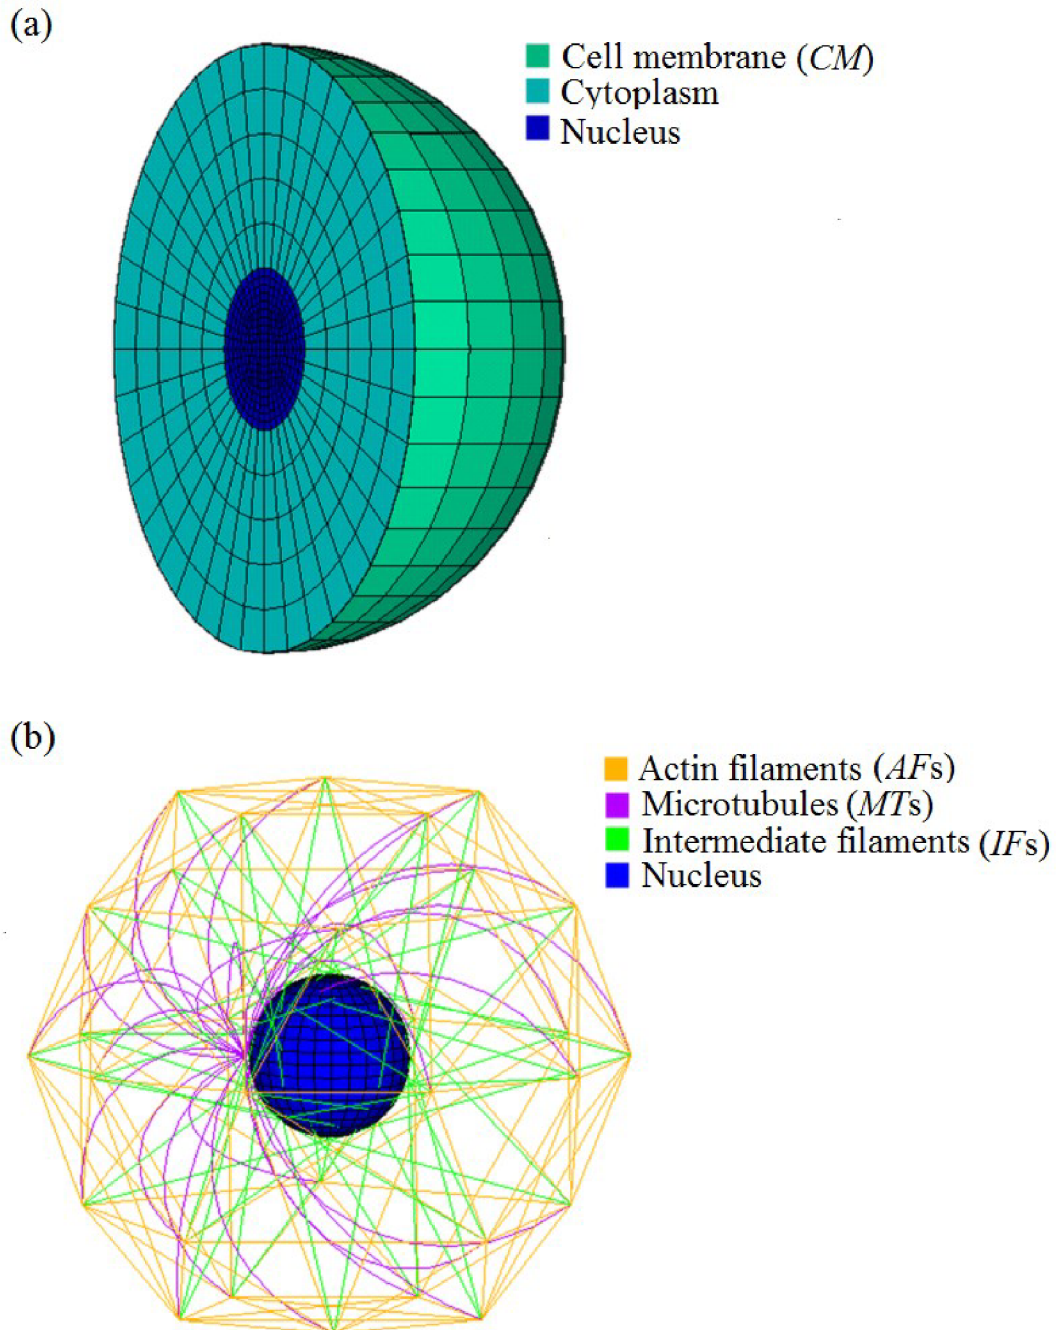 (a)
Cell membrane (CM)
Cytoplasm
Nucleus
(b)
Actin filaments (AFs)
Microtubules (MTs)
Intermediate filaments (IFs)
Nucleus